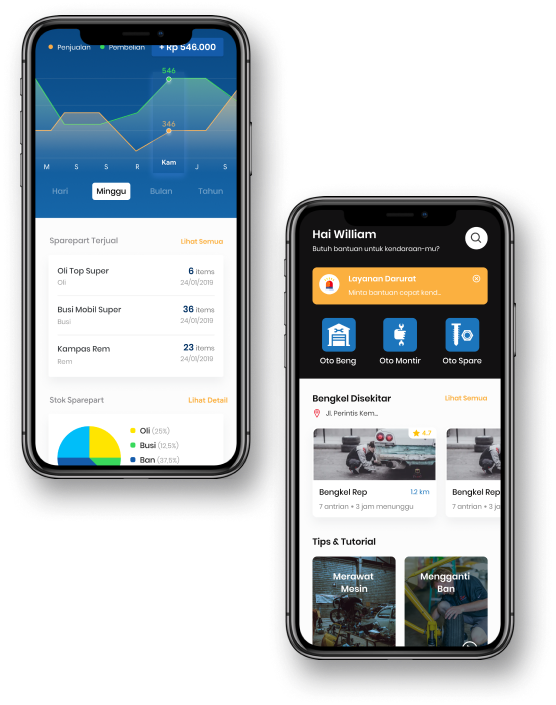 Penjualan
Pembelian
+ Rp 546.000
546
346
M S S R Kam J S
Hari Minggu Bulan Tahun
Sparepart Terjual Lihat Semua
Oli Top Super 6 items
Oli 24/01/2019
Busi Mobil Super 36 items
Busi 24/01/2019
Kampas Rem 23 items
Rem 24/01/2019
Stok Sparepart Lihat Detail
Oli (25%)
Busi (12,5%)
Ban (37,5%)
Hai William
Butuh bantuan untuk kendaraan-mu?
Layanan Darurat
Minta bantuan cepat kend...
Oto Beng Oto Montir Oto Spare
Bengkel Disekitar Lihat Semua
Jl. Perintis Kem...
4.7
Bengkel Rep 1.2 km
7 antrian • 3 jam menunggu
Bengkel Rep
7 antrian • 3 ja
Tips & Tutorial
Merawat
Mesin
Mengganti
Ban